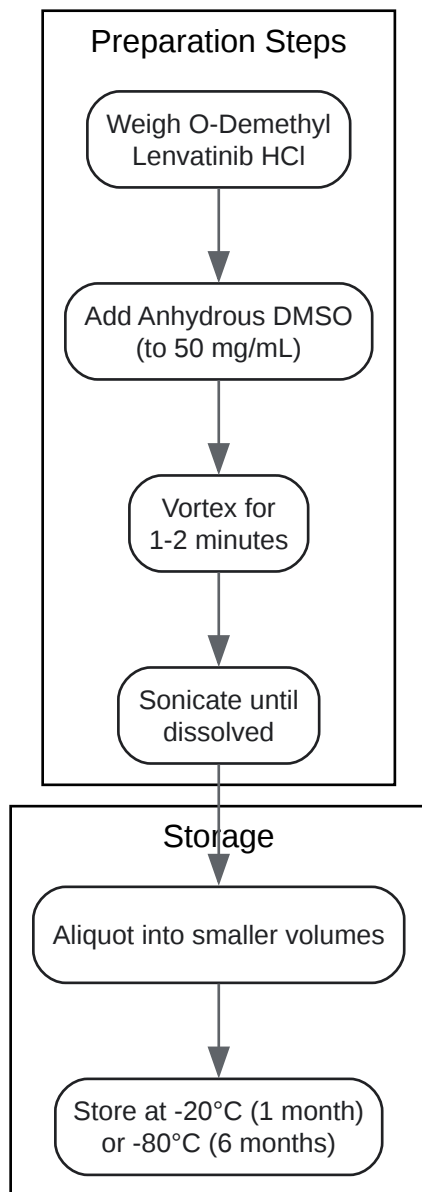 Preparation Steps
Weigh O-Demethyl
Lenvatinib HCl
Add Anhydrous DMSO
(to 50 mg/mL)
Vortex for
1-2 minutes
Sonicate until
dissolved
Storage
Aliquot into smaller volumes
Store at -20°C (1 month)
or -80°C (6 months)